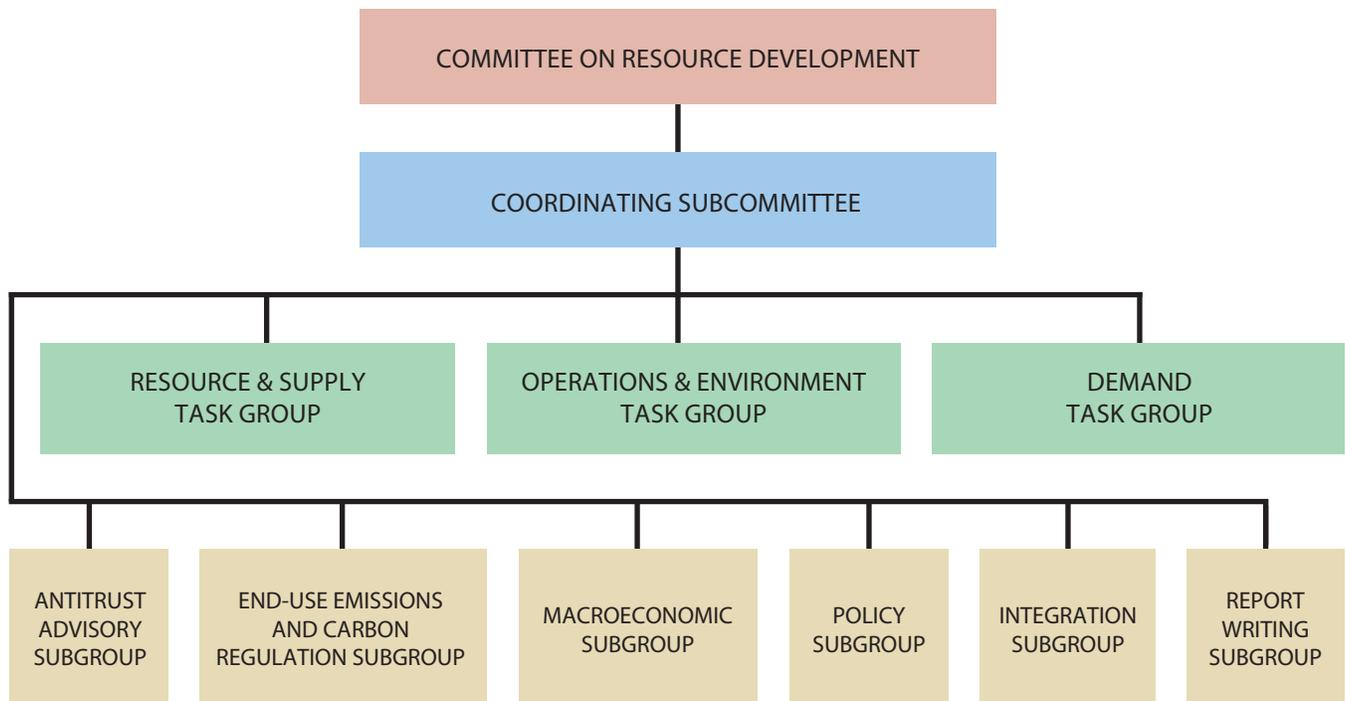 COMMITTEE ON RESOURCE DEVELOPMENT
COORDINATING SUBCOMMITTEE
RESOURCE & SUPPLY
TASK GROUP
OPERATIONS & ENVIRONMENT
TASK GROUP
DEMAND
TASK GROUP
ANTITRUST
ADVISORY
SUBGROUP
END-USE EMISSIONS
AND CARBON
REGULATION SUBGROUP
MACROECONOMIC
SUBGROUP
POLICY
SUBGROUP
INTEGRATION
SUBGROUP
REPORT
WRITING
SUBGROUP